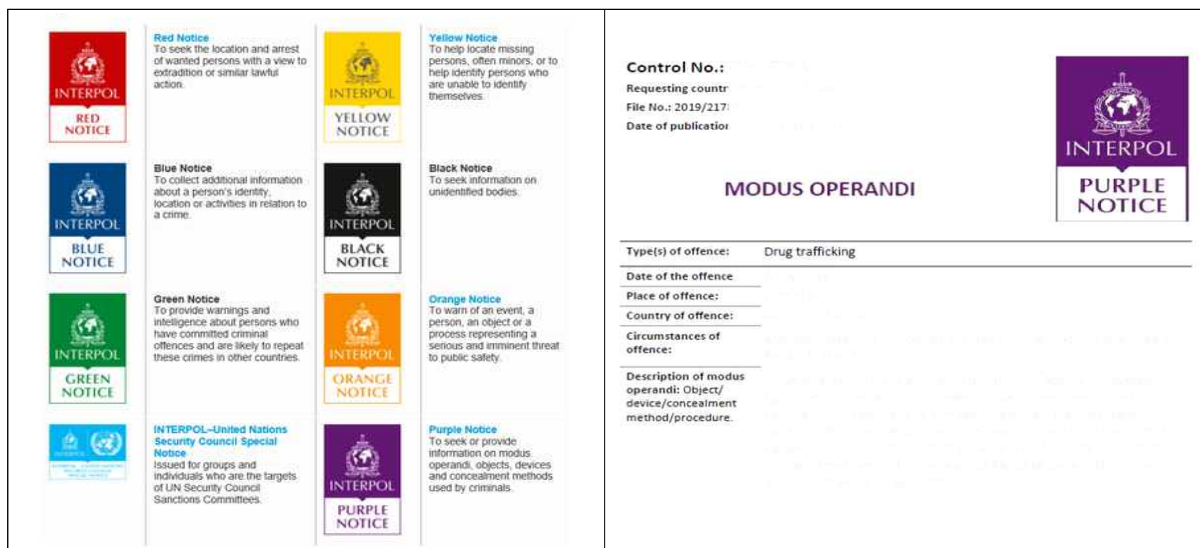 INTERPOL
RED
NOTICE
Red Notice
To seek the location and arrest
of wanted persons with a view to
extradition or similar lawful
action.
INTERPOL
YELLOW
NOTICE
Yellow Notice
To help locate missing
persons, often minors, or to
help identify persons who
are unable to identify
themselves.
INTERPOL
BLUE
NOTICE
Blue Notice
To collect additional information
about a person's identity,
location or activities in relation to
a crime.
INTERPOL
BLACK
NOTICE
Black Notice
To seek information on
unidentified bodies.
INTERPOL
GREEN
NOTICE
Green Notice
To provide warnings and
intelligence about persons who
have committed criminal
offences and are likely to repeat
these crimes in other countries.
INTERPOL
ORANGE
NOTICE
Orange Notice
To warn of an event, a
person, an object or a
process representing a
serious and imminent threat
to public safety.
INTERPOL–United Nations
Security Council Special
Notice
Issued for groups and
individuals who are the targets
of UN Security Council
Sanctions Committees.
INTERPOL
PURPLE
NOTICE
Purple Notice
To seek or provide
information on modus
operandi, objects, devices
and concealment methods
used by criminals.
Control No.:
Requesting countr
File No.: 2019/217
Date of publication
INTERPOL
PURPLE
NOTICE
MODUS OPERANDI
Type(s) of offence: Drug trafficking
Date of the offence
Place of offence:
Country of offence:
Circumstances of
offence:
Description of modus
operandi: Object/
device/concealment
method/procedure.